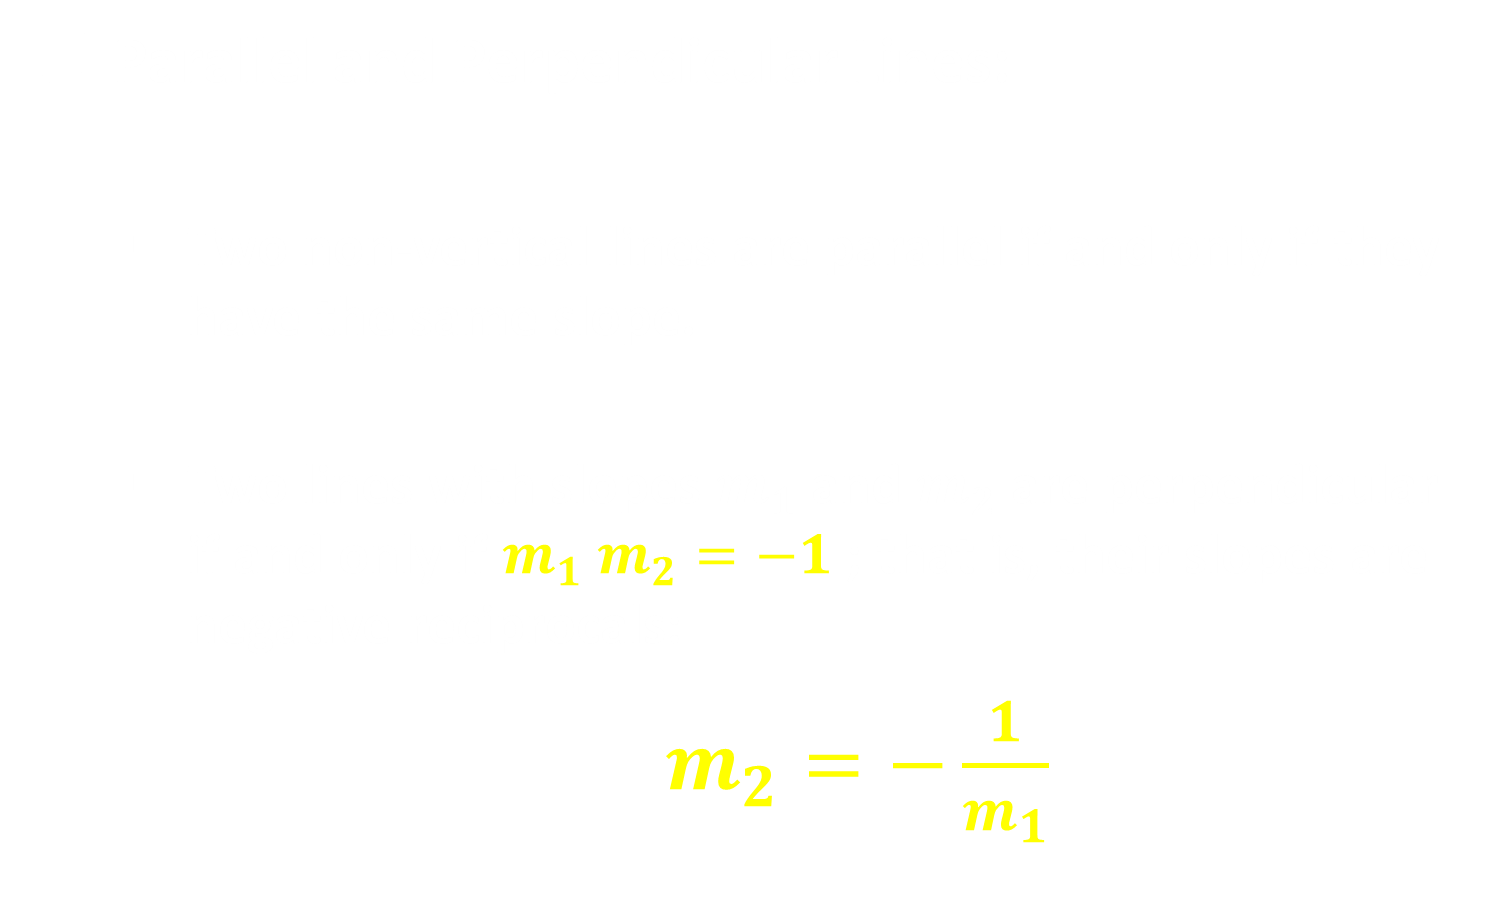 m₁ m₂ = −1
m₂ = − 1/m₁